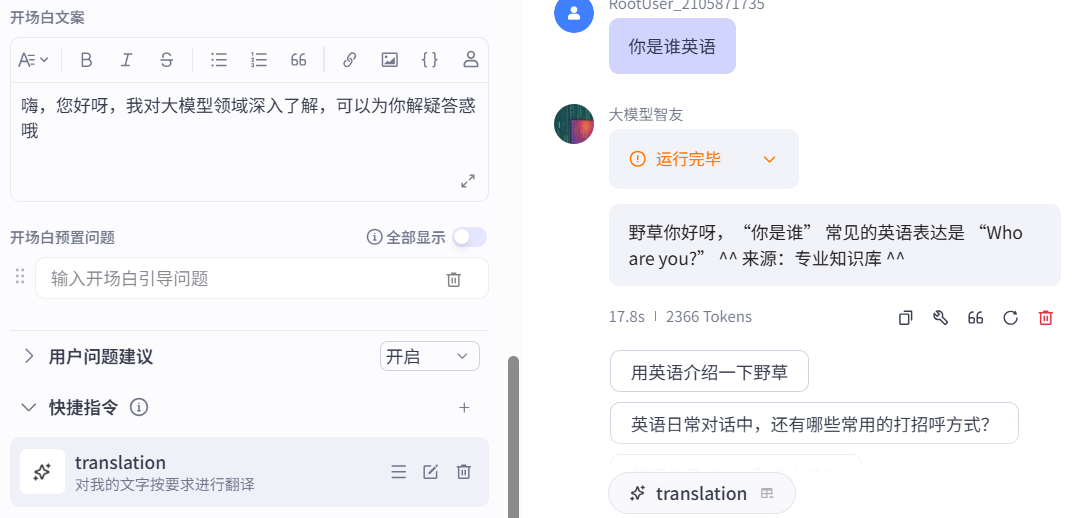 开场白文案
嗨，您好呀，我对大模型领域深入了解，可以为你解疑答惑
哦
开场白预置问题
全部显示
输入开场白引导问题
用户问题建议
开启
快捷指令
translation
对我的文字按要求进行翻译
RootUser_2105871735
你是谁英语
大模型智友
运行完毕
野草你好呀，“你是谁” 常见的英语表达是 “Who
are you?” ^^ 来源：专业知识库 ^^
17.8s
2366 Tokens
用英语介绍一下野草
英语日常对话中，还有哪些常用的打招呼方式？
translation